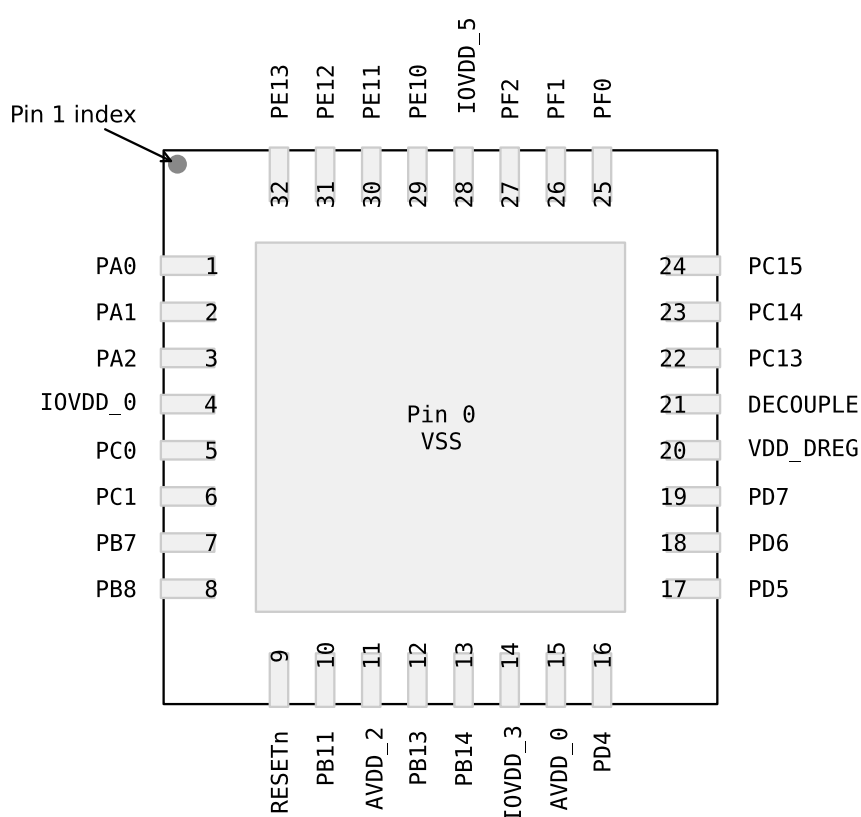 IOVDD_5
PE13 PE12 PE11 PE10 PF2 PF1 PF0
Pin 1 index
32 31 30 29 28 27 26 25
PA0 1 24 PC15
PA1 2 23 PC14
PA2 3 22 PC13
IOVDD_0 4 21 DECOUPLE
Pin 0
VSS
PC0 5 20 VDD_DREG
PC1 6 19 PD7
PB7 7 18 PD6
PB8 8 17 PD5
9 10 11 12 13 14 15 16
RESETn PB11 AVDD_2 PB13 PB14 IOVDD_3 AVDD_0 PD4